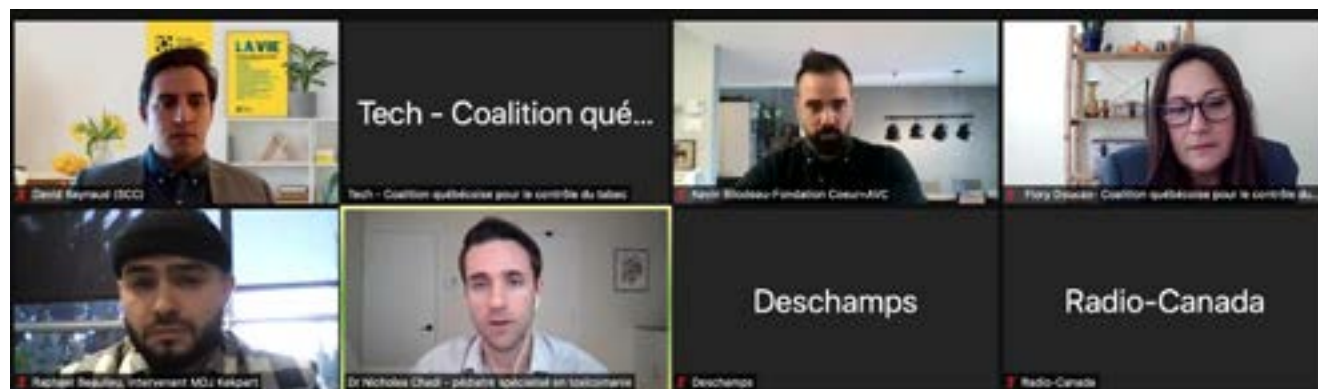 LA VIE
David Raynaud (SCC)
Tech - Coalition qué...
Tech - Coalition québécoise pour le contrôle du tabac
Kevin Bilodeau-Fondation Coeur+AVC
Flory Doucas- Coalition québécoise pour le contrôle du...
Raphael Beaulieu, intervenant MDJ Kekpart
Dr Nicholas Chadi - pédiatre spécialisé en toxicomanie
Deschamps
Deschamps
Radio-Canada
Radio-Canada